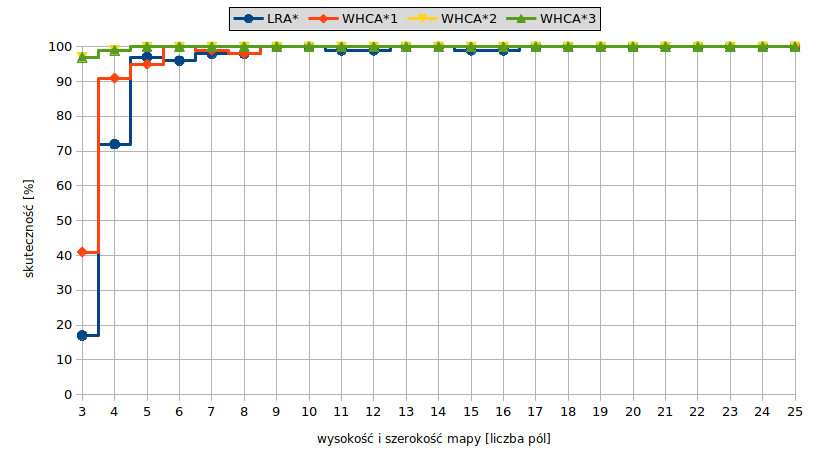 LRA* WHCA*1 WHCA*2 WHCA*3
100
90
80
70
60
50
40
30
20
10
0
skuteczność [%]
3 4 5 6 7 8 9 10 11 12 13 14 15 16 17 18 19 20 21 22 23 24 25
wysokość i szerokość mapy [liczba pól]